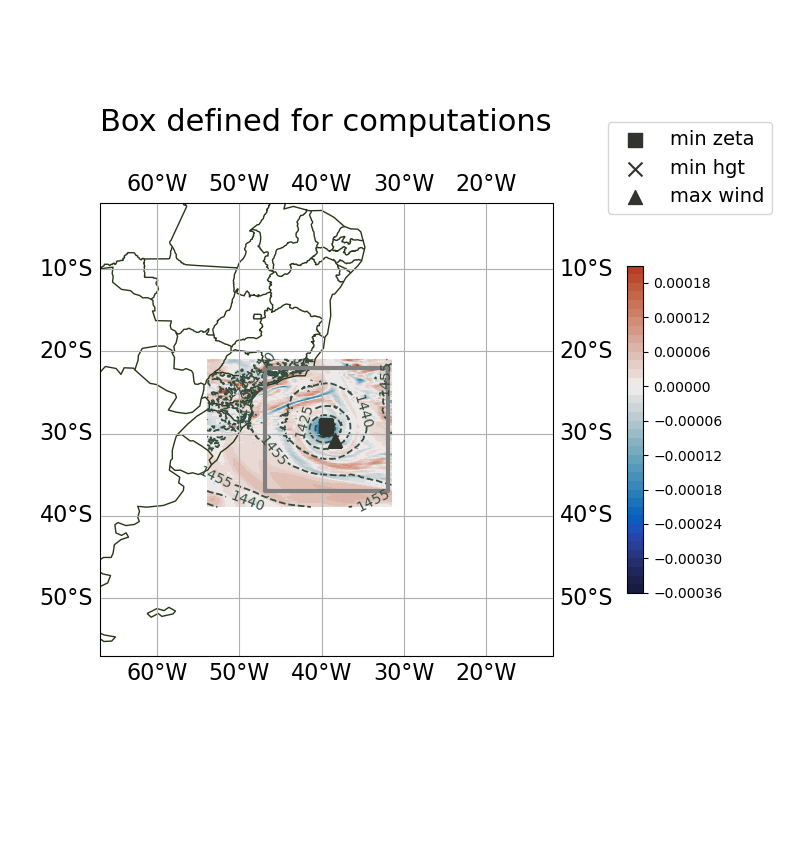 Box defined for computations
min zeta
min hgt
max wind
60°W 50°W 40°W 30°W 20°W
10°S 10°S
20°S 20°S
30°S 30°S
40°S 40°S
50°S 50°S
60°W 50°W 40°W 30°W 20°W
0.00018
0.00012
0.00006
0.00000
−0.00006
−0.00012
−0.00018
−0.00024
−0.00030
−0.00036
1425
1440
1455
1455
1455
1440
1455